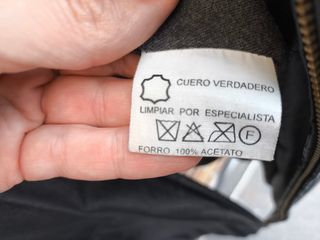 CUERO VERDADERO
LIMPIAR POR ESPECIALISTA
F
FORRO 100% ACETATO